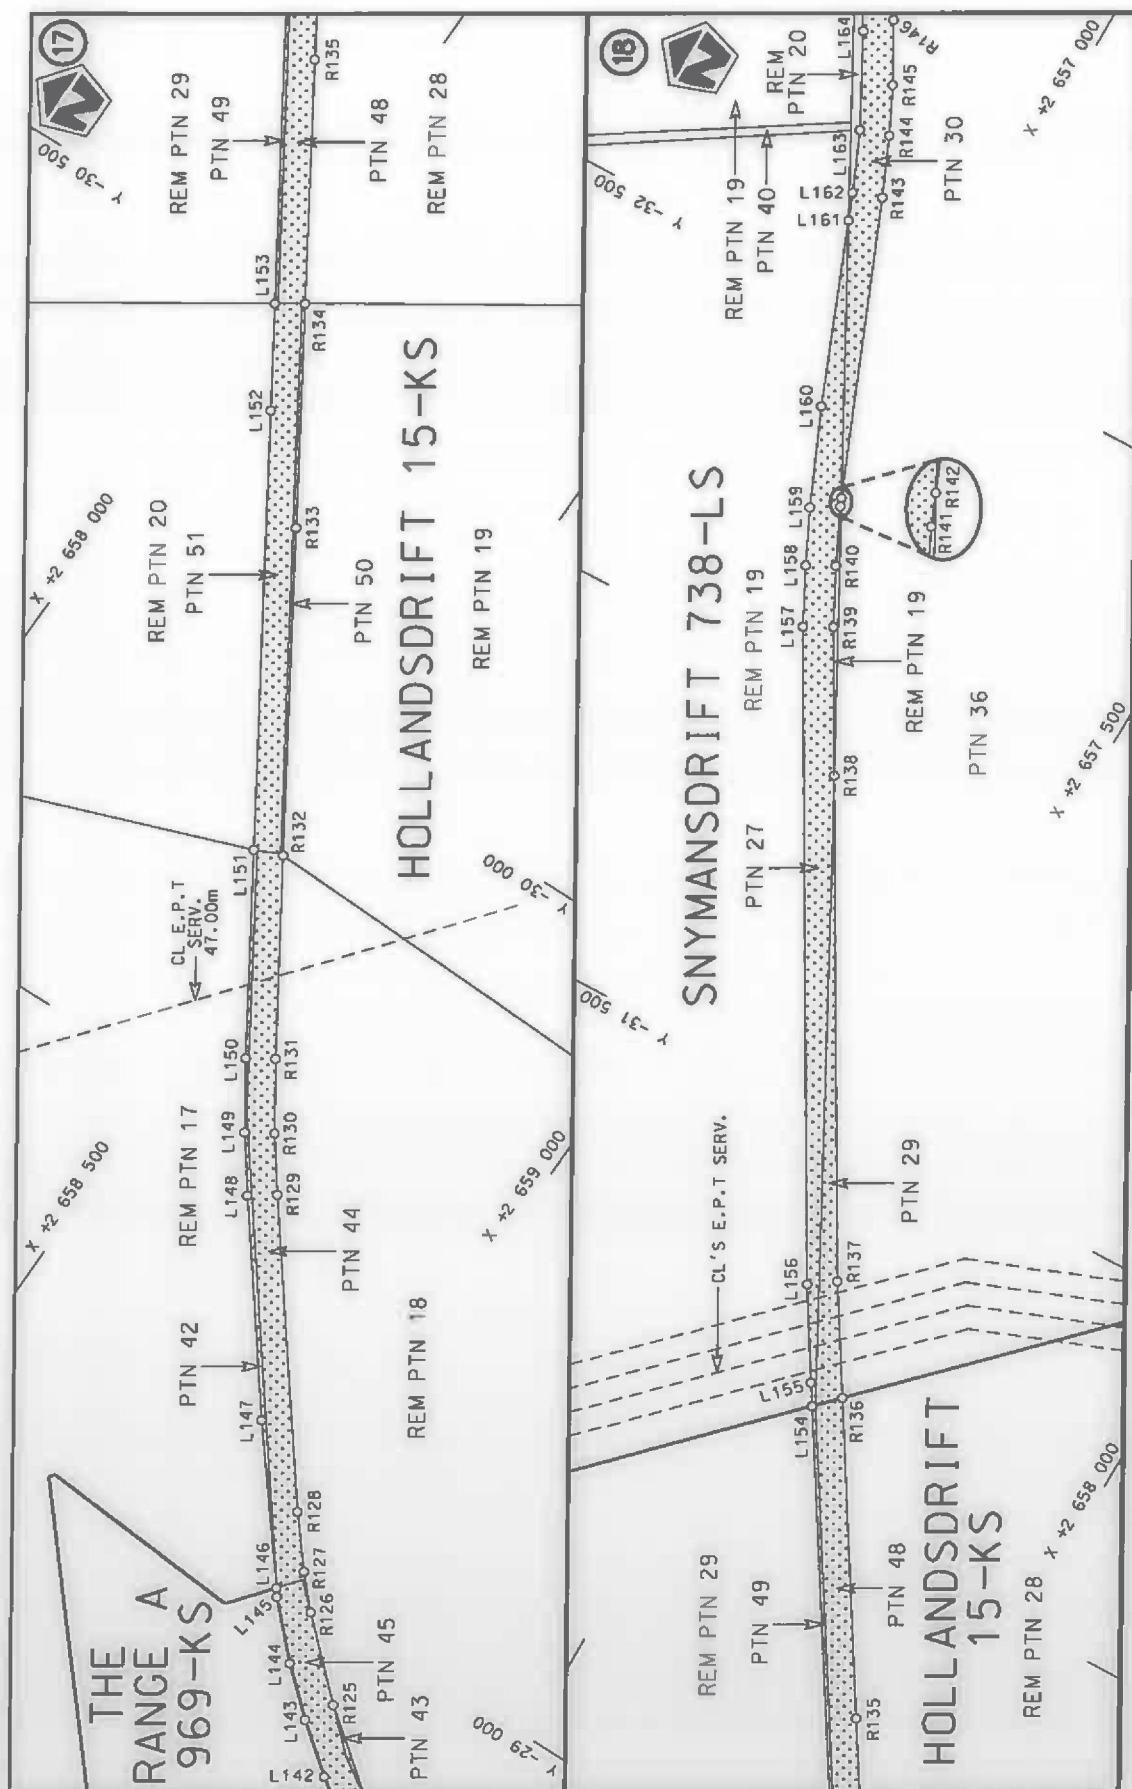 17
N
Y -30 500
REM PTN 29
PTN 49
R135
PTN 48
REM PTN 28
L153
R134
L152
X +2 658 000
REM PTN 20
PTN 51
R133
PTN 50
HOLLANDSDRIFT 15-KS
REM PTN 19
L151
R132
CL E.P.T
SERV.
47.00m
Y -30 000
L150
R131
L149
R130
L148
R129
REM PTN 17
X +2 658 500
PTN 44
X +2 659 000
PTN 42
REM PTN 18
L147
R128
L146
R127
L145
R126
L144
PTN 45
L143
R125
PTN 43
L142
THE
RANGE A
969-KS
Y -29 000
18
N
L164
R146
REM
PTN 20
R145
X +2 657 000
R144
L163
PTN 30
REM PTN 19
PTN 40
Y -32 500
L162
R143
L161
L160
R142
R141
L159
L158
R140
L157
R139
SNYMANSDRIFT 738-LS
REM PTN 19
REM PTN 19
PTN 36
R138
X +2 657 500
PTN 27
Y -31 500
CL'S E.P.T SERV.
PTN 29
L156
R137
L155
L154
R136
HOLLANDSDRIFT
15-KS
X +2 658 000
REM PTN 29
PTN 49
PTN 48
REM PTN 28
R135